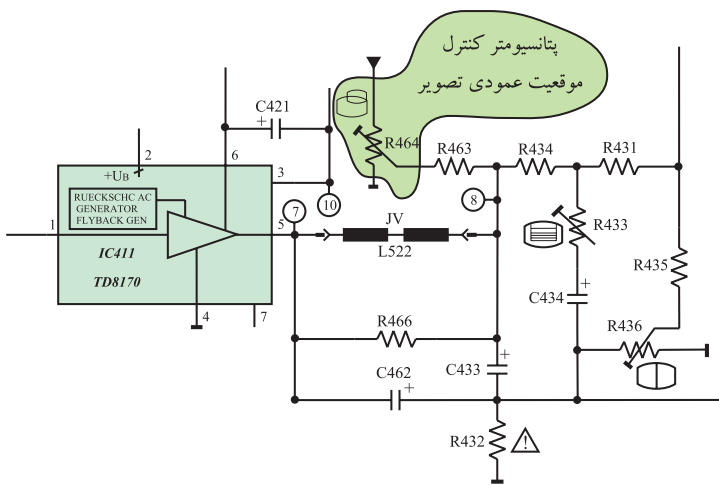 پتانسیومتر کنترل
موقعیت عمودی تصویر
C421
R464
R463
R434
R431
2
+UB
6
3
RUECKSCHC AC
GENERATOR
FLYBACK GEN
10
7
8
1
5
JV
L522
R433
IC411
TD8170
R435
C434
4
7
R466
R436
C433
C462
R432
!